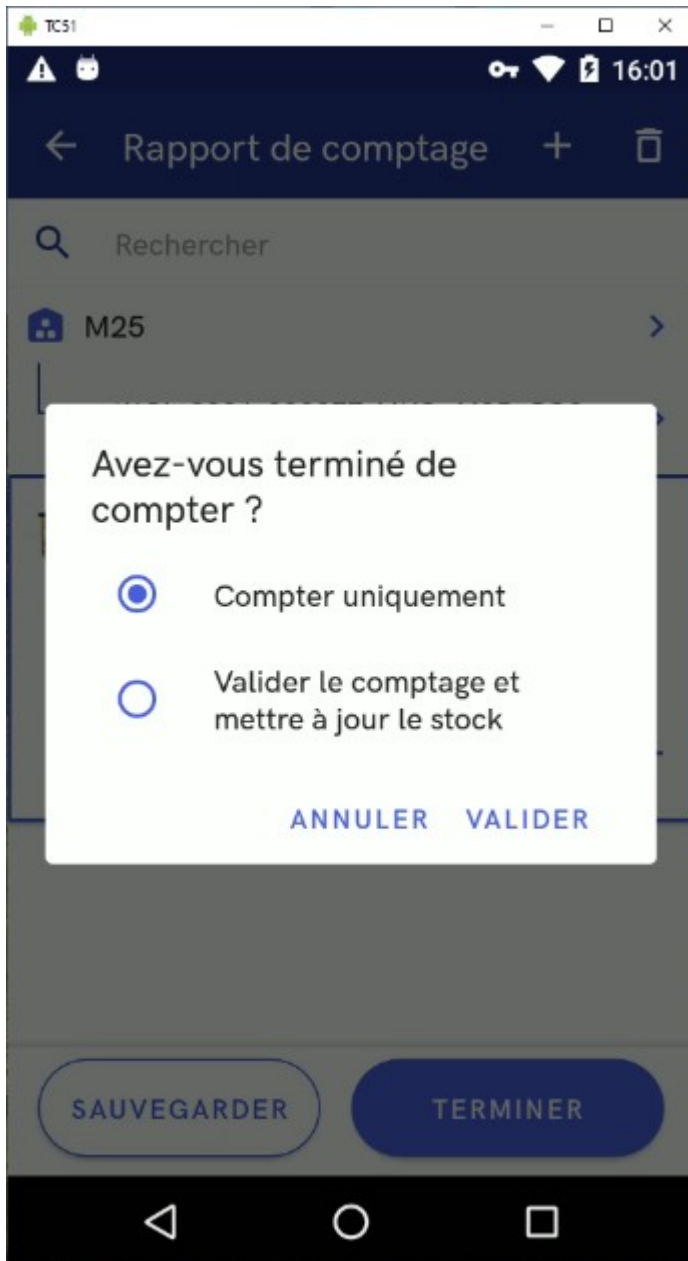 TC51
16:01
Rapport de comptage
Rechercher
M25
Avez-vous terminé de
compter ?
Compter uniquement
Valider le comptage et
mettre à jour le stock
ANNULER VALIDER
SAUVEGARDER TERMINER